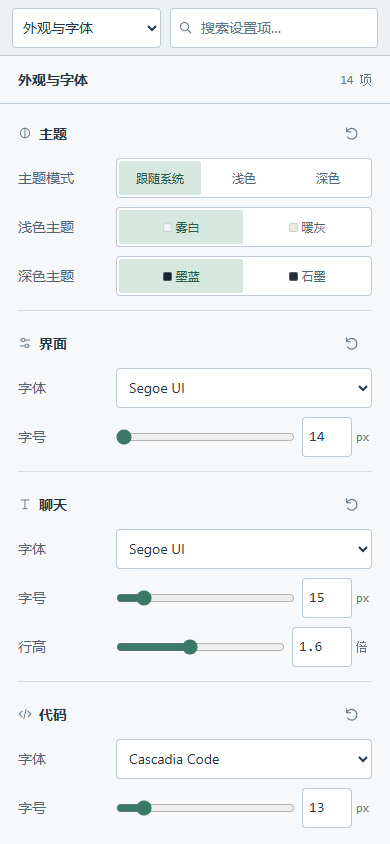 外观与字体 搜索设置项...
外观与字体 14 项
主题
主题模式 跟随系统 浅色 深色
浅色主题 雾白 暖灰
深色主题 墨蓝 石墨
界面
字体 Segoe UI
字号 14 px
聊天
字体 Segoe UI
字号 15 px
行高 1.6 倍
代码
字体 Cascadia Code
字号 13 px